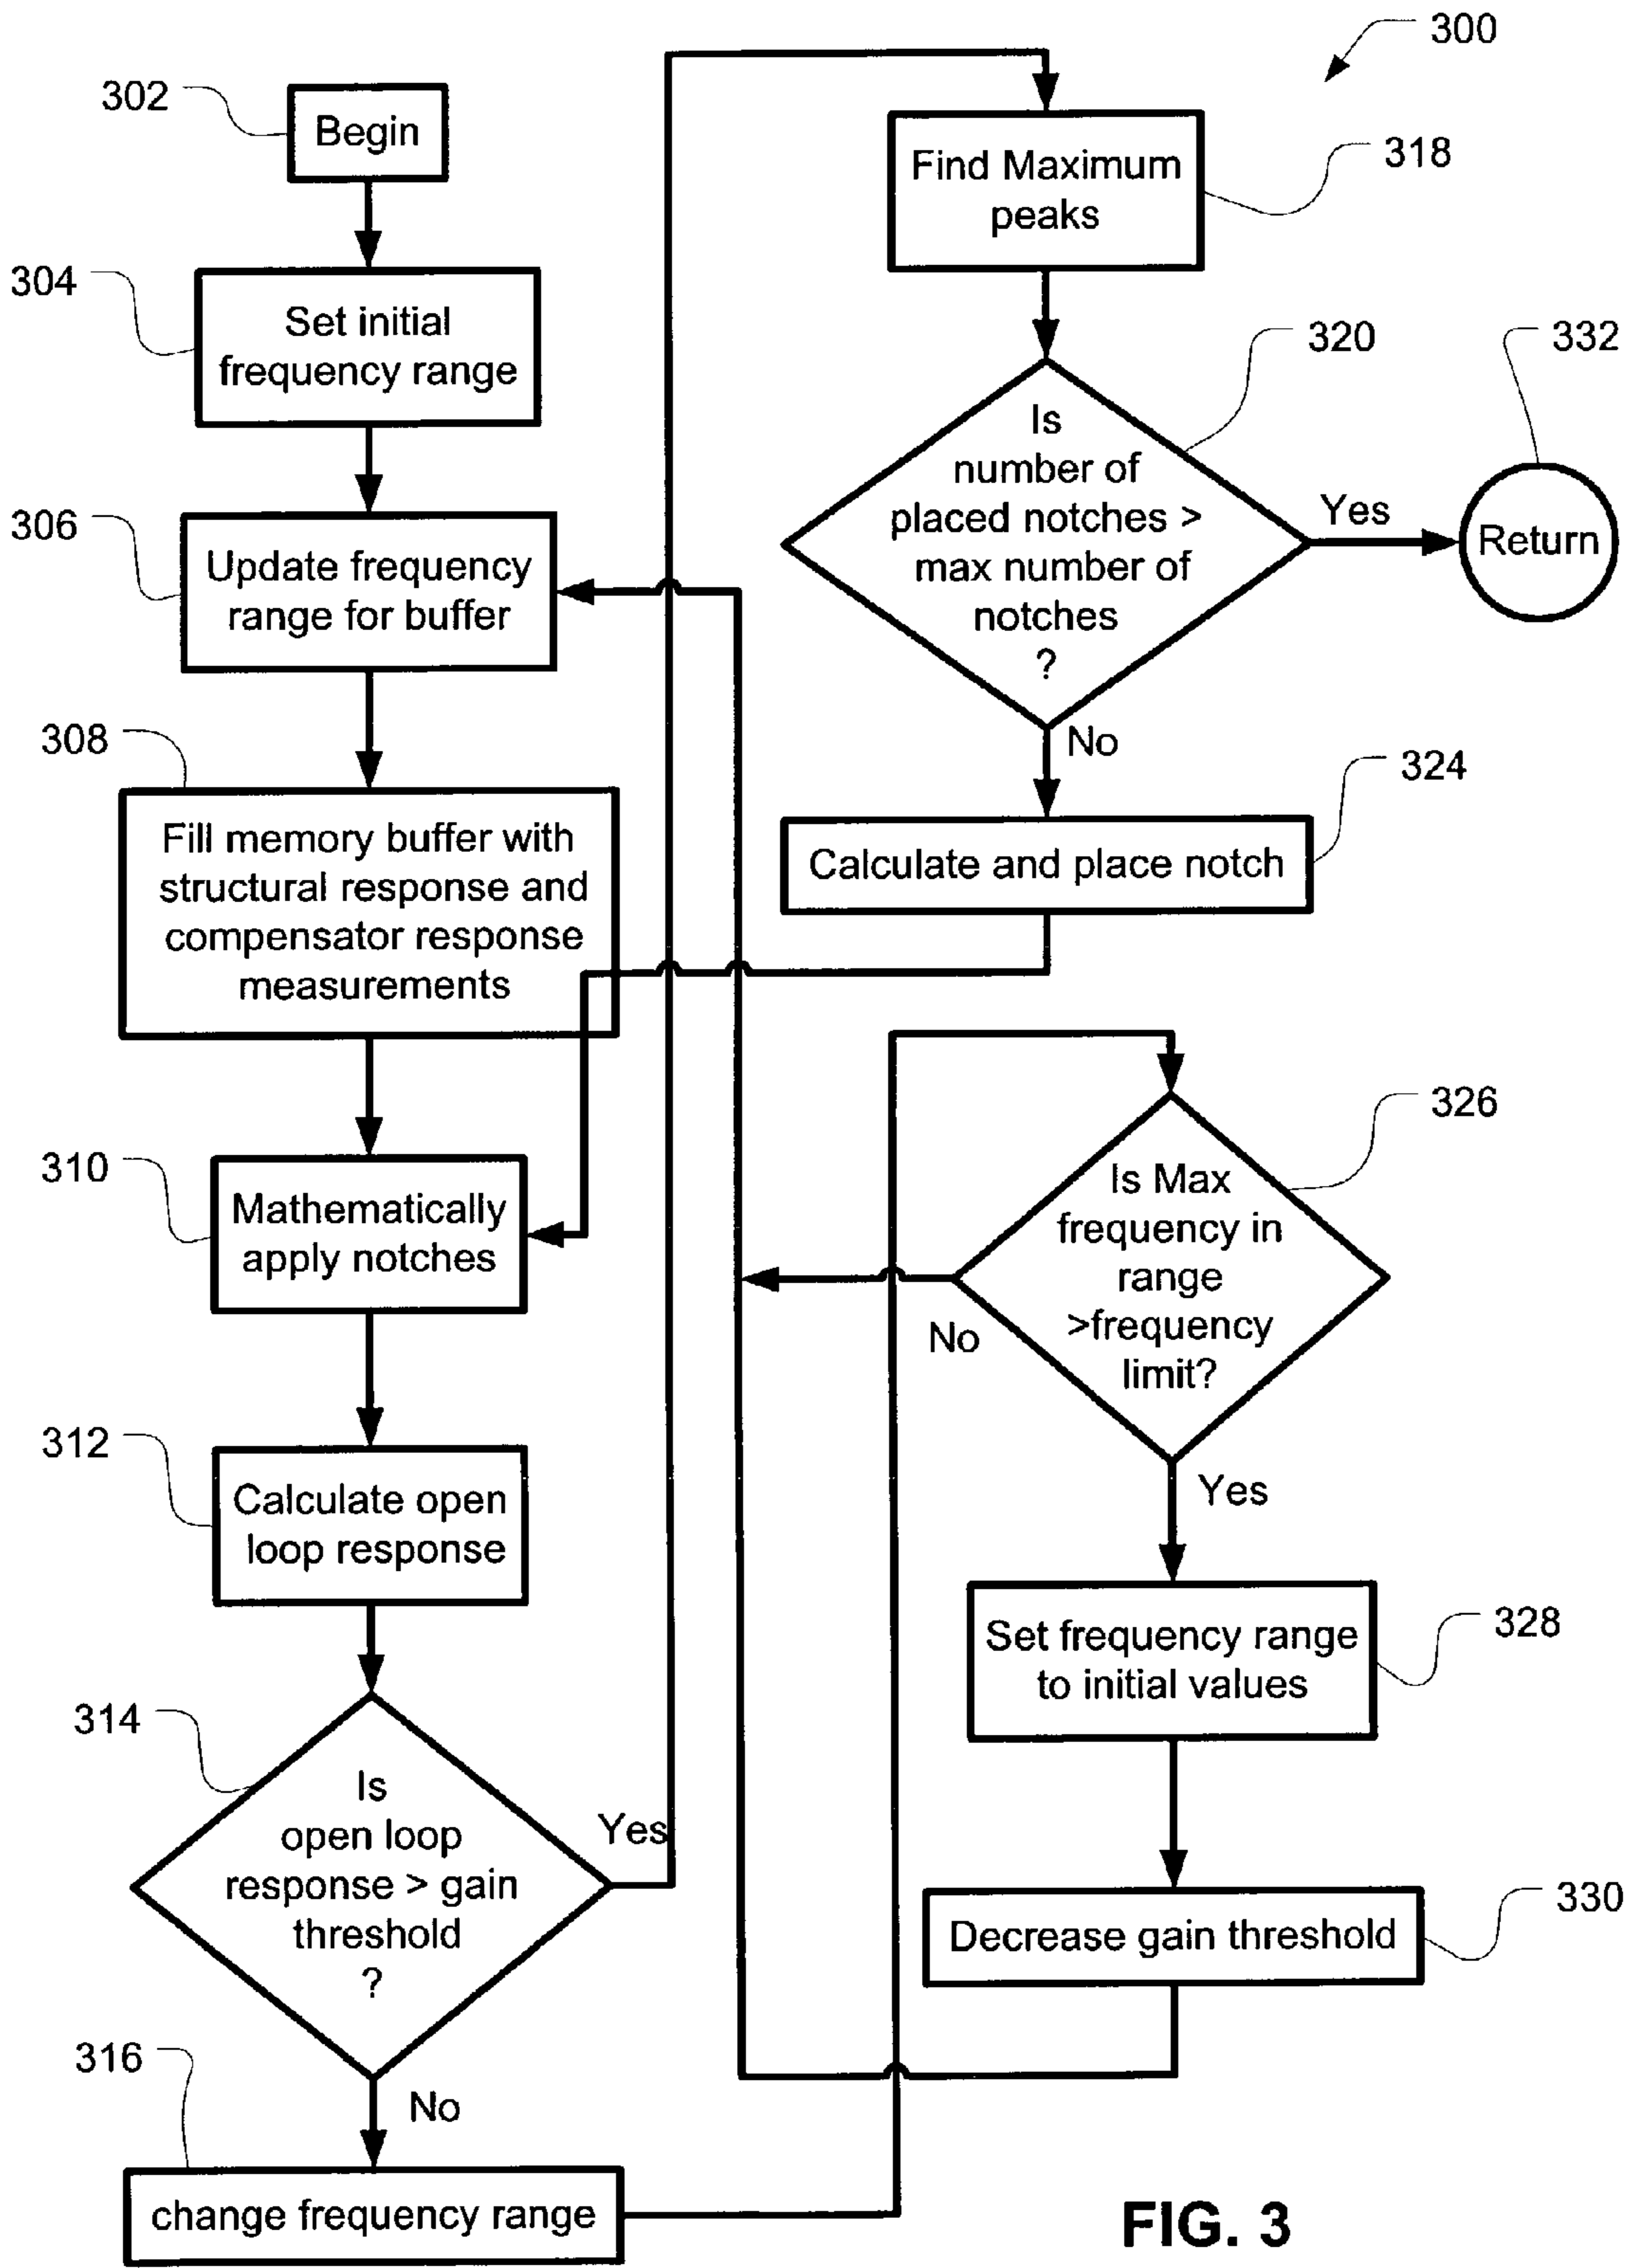 300
302
Begin
304
Set initial
frequency range
306
Update frequency
range for buffer
308
Fill memory buffer with
structural response and
compensator response
measurements
310
Mathematically
apply notches
312
Calculate open
loop response
314
Is
open loop
response > gain
threshold
?
Yes
No
316
change frequency range
318
Find Maximum
peaks
320
Is
number of
placed notches >
max number of
notches
?
Yes
332
Return
No
324
Calculate and place notch
326
Is Max
frequency in
range
>frequency
limit?
No
Yes
328
Set frequency range
to initial values
330
Decrease gain threshold
FIG. 3